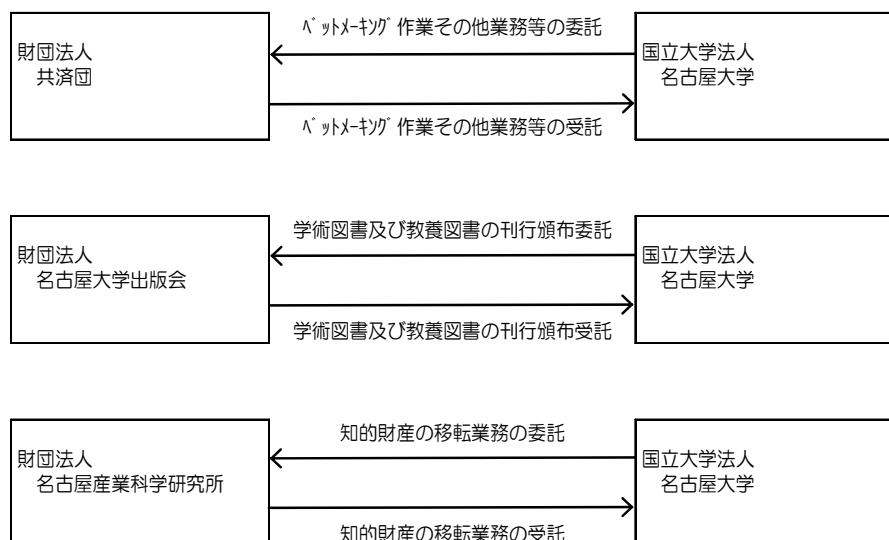 ﾍﾞｯﾄﾒｰｷﾝｸﾞ作業その他業務等の委託
財団法人
共済団
国立大学法人
名古屋大学
ﾍﾞｯﾄﾒｰｷﾝｸﾞ作業その他業務等の受託
学術図書及び教養図書の刊行頒布委託
財団法人
名古屋大学出版会
国立大学法人
名古屋大学
学術図書及び教養図書の刊行頒布受託
知的財産の移転業務の委託
財団法人
名古屋産業科学研究所
国立大学法人
名古屋大学
知的財産の移転業務の受託